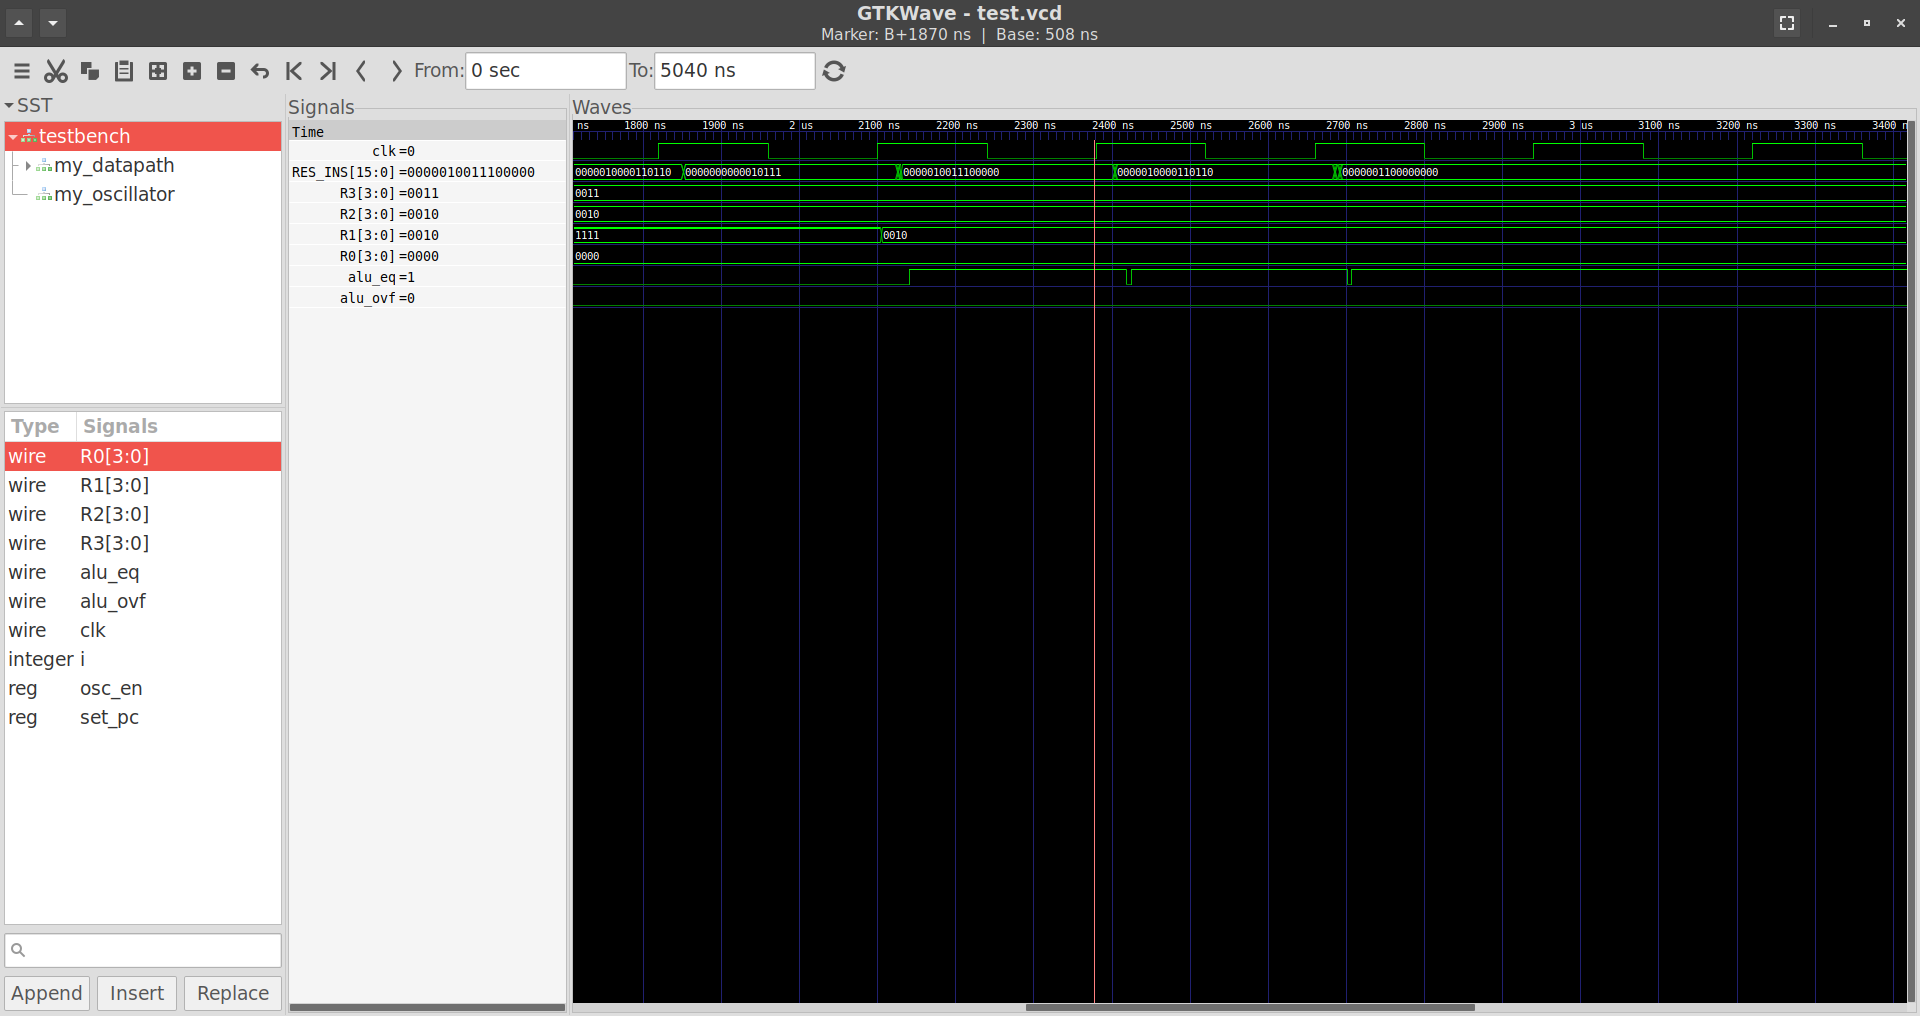 GTKWave - test.vcd
Marker: B+1870 ns | Base: 508 ns
From: 0 sec To: 5040 ns
SST
testbench
my_datapath
my_oscillator
Type Signals
wire R0[3:0]
wire R1[3:0]
wire R2[3:0]
wire R3[3:0]
wire alu_eq
wire alu_ovf
wire clk
integer i
reg osc_en
reg set_pc
Append Insert Replace
Signals
Time
clk=0
RES_INS[15:0]=0000010011100000
R3[3:0]=0011
R2[3:0]=0010
R1[3:0]=0010
R0[3:0]=0000
alu_eq=1
alu_ovf=0
Waves
ns 1800 ns 1900 ns 2 us 2100 ns 2200 ns 2300 ns 2400 ns 2500 ns 2600 ns 2700 ns 2800 ns 2900 ns 3 us 3100 ns 3200 ns 3300 ns 3400 n
0000010000110110 0000000000010111 0000010011100000 0000010000110110 0000001100000000
0011
0010
1111 0010
0000